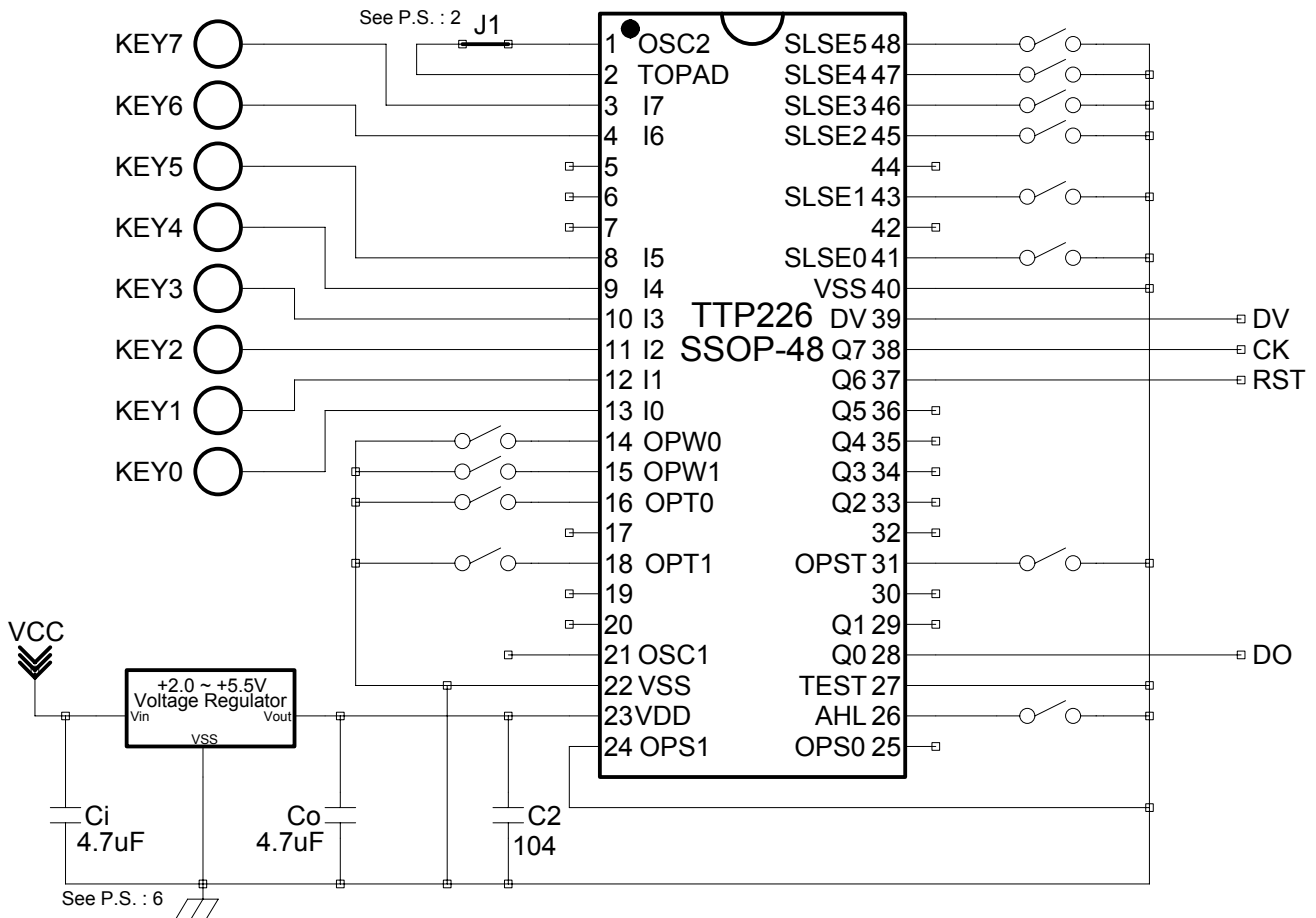 See P.S. : 2
J1
KEY7
KEY6
KEY5
KEY4
KEY3
KEY2
KEY1
KEY0
1 OSC2 SLSE5 48
2 TOPAD SLSE4 47
3 I7 SLSE3 46
4 I6 SLSE2 45
5 44
6 SLSE1 43
7 42
8 I5 SLSE0 41
9 I4 VSS 40
10 I3 TTP226 DV 39 DV
11 I2 SSOP-48 Q7 38 CK
12 I1 Q6 37 RST
13 I0 Q5 36
14 OPW0 Q4 35
15 OPW1 Q3 34
16 OPT0 Q2 33
17 32
18 OPT1 OPST 31
19 30
20 Q1 29
21 OSC1 Q0 28 DO
22 VSS TEST 27
23 VDD AHL 26
24 OPS1 OPS0 25
VCC
+2.0 ~ +5.5V
Voltage Regulator
Vin Vout
VSS
Ci
4.7uF
Co
4.7uF
C2
104
See P.S. : 6